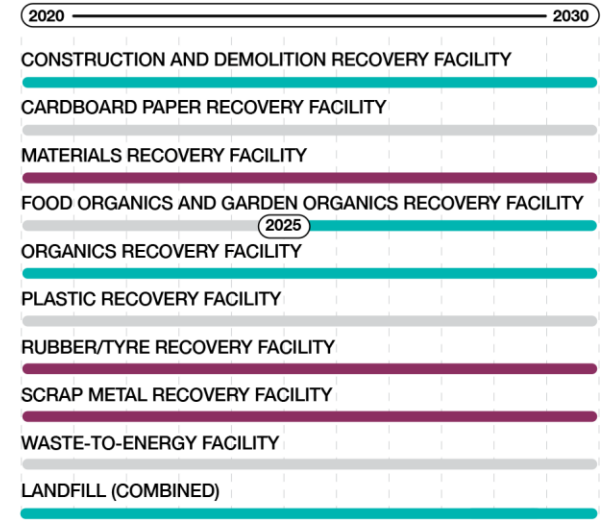 2020 2030
CONSTRUCTION AND DEMOLITION RECOVERY FACILITY
CARDBOARD PAPER RECOVERY FACILITY
MATERIALS RECOVERY FACILITY
FOOD ORGANICS AND GARDEN ORGANICS RECOVERY FACILITY
2025
ORGANICS RECOVERY FACILITY
PLASTIC RECOVERY FACILITY
RUBBER/TYRE RECOVERY FACILITY
SCRAP METAL RECOVERY FACILITY
WASTE-TO-ENERGY FACILITY
LANDFILL (COMBINED)